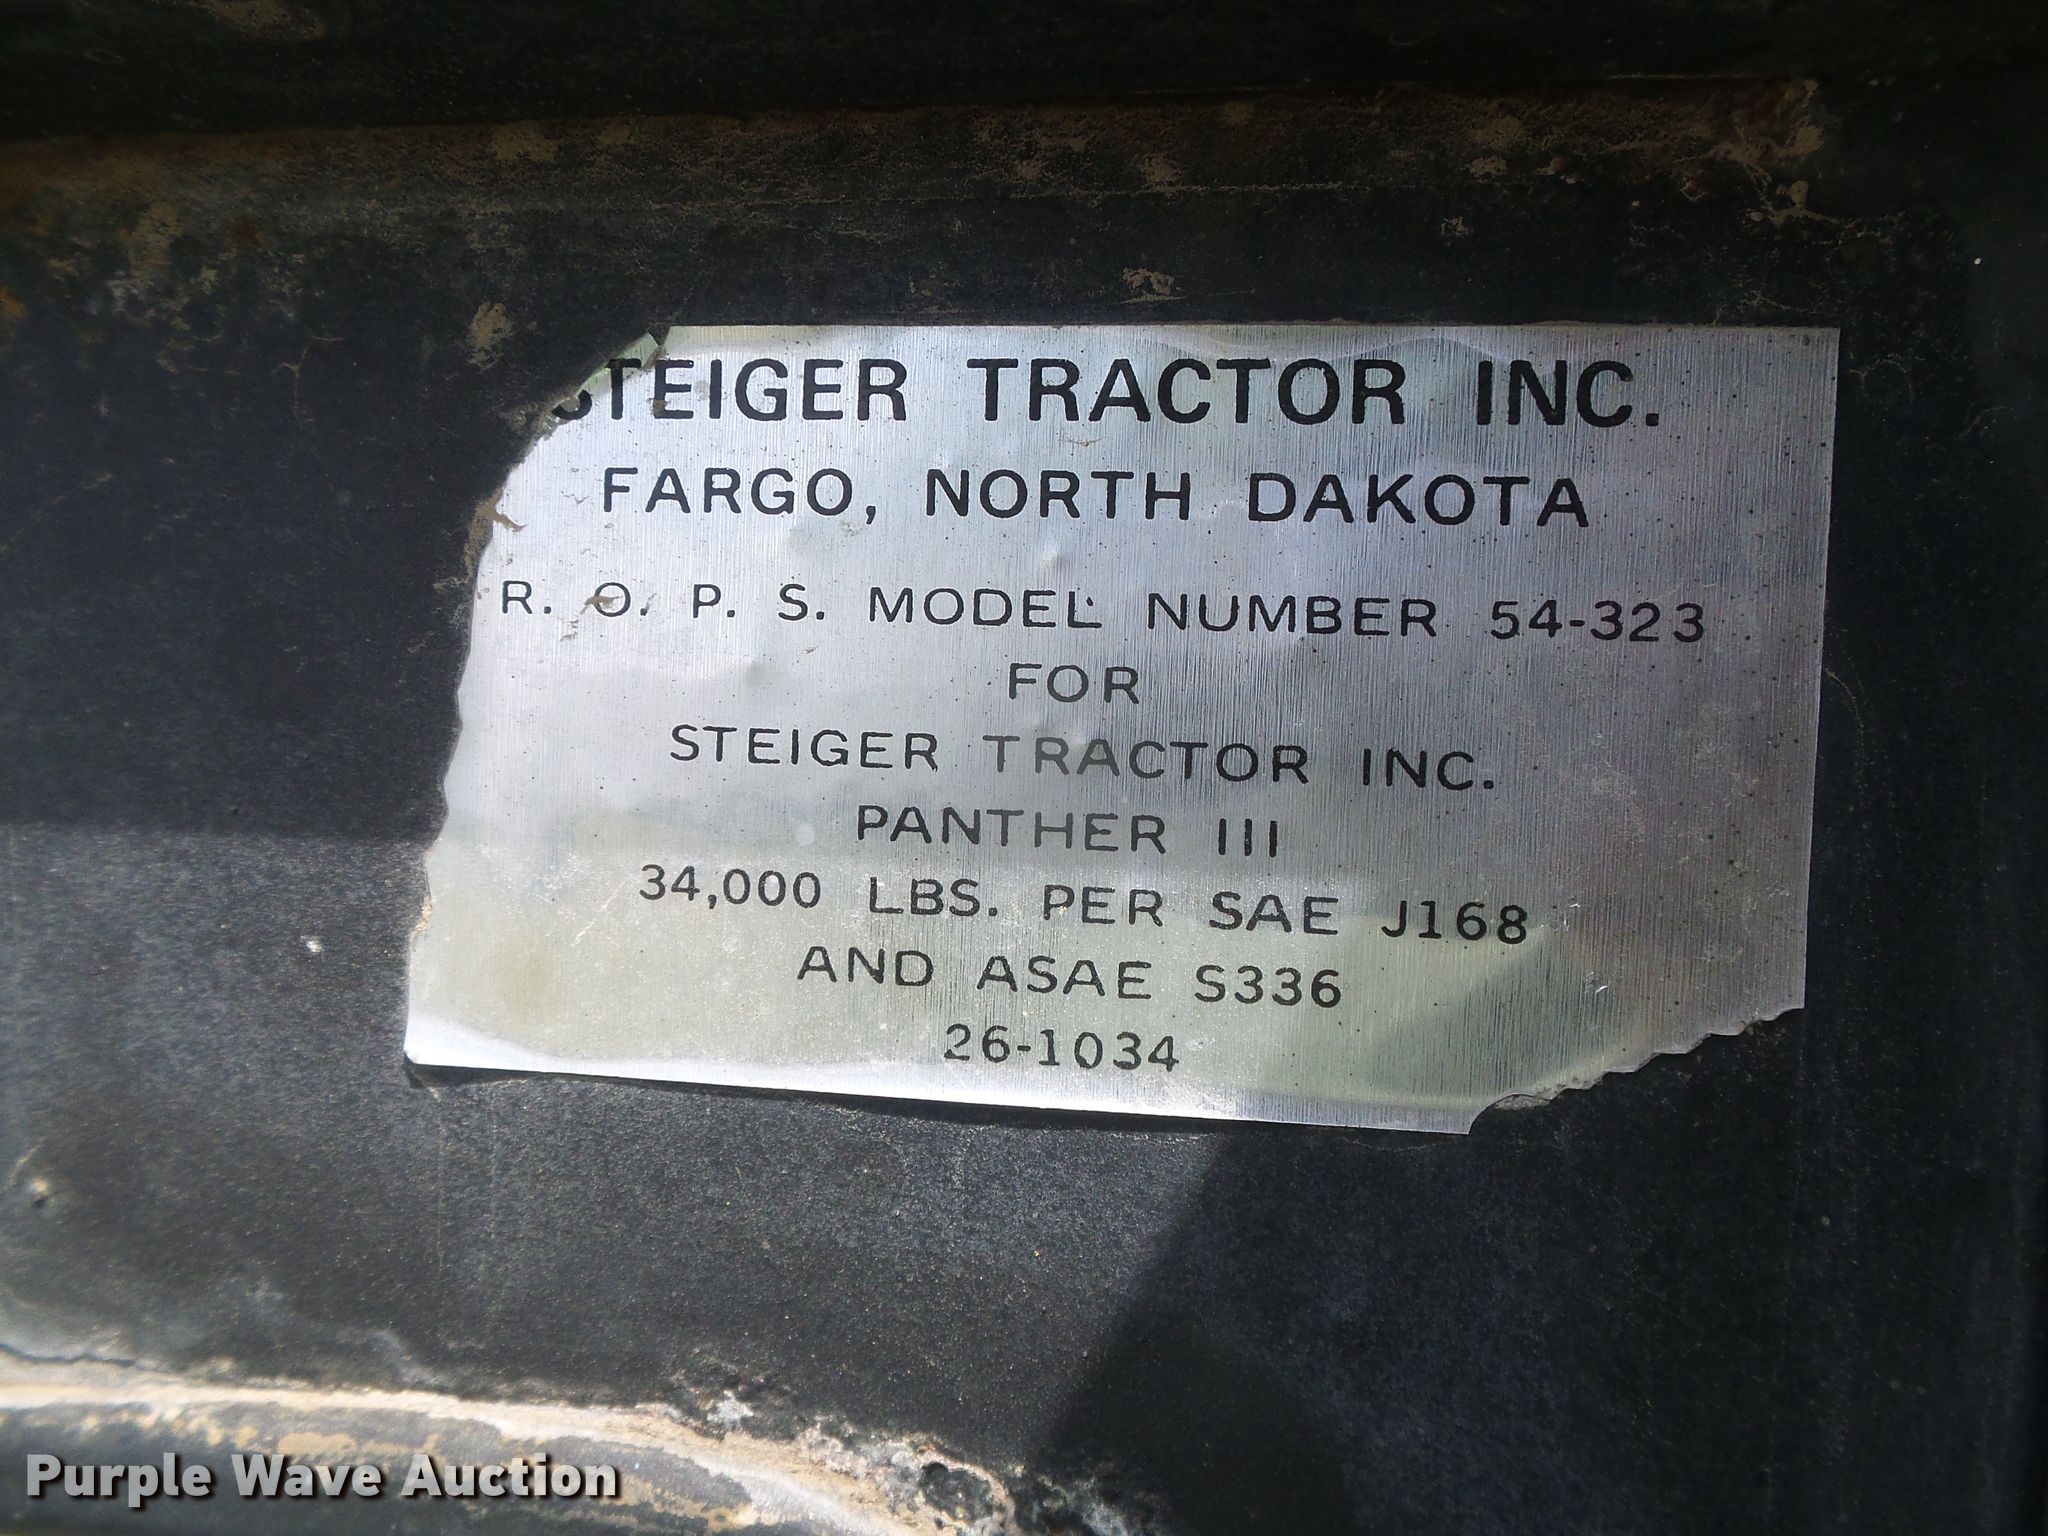 STEIGER TRACTOR INC.
FARGO, NORTH DAKOTA
R. O. P. S. MODEL NUMBER 54-323
FOR
STEIGER TRACTOR INC.
PANTHER III
34,000 LBS. PER SAE J168
AND ASAE S336
26-1034
Purple Wave Auction